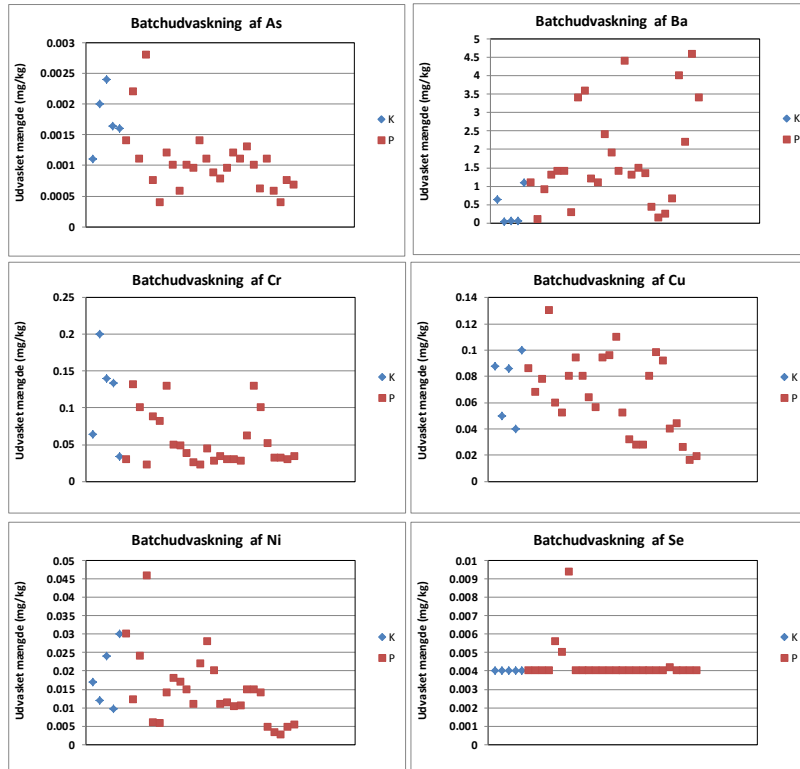 Batchudvaskning af As
Udvasket mængde (mg/kg)
0.003
0.0025
0.002
0.0015
0.001
0.0005
0
K
P
Batchudvaskning af Ba
Udvasket mængde (mg/kg)
5
4.5
4
3.5
3
2.5
2
1.5
1
0.5
0
K
P
Batchudvaskning af Cr
Udvasket mængde (mg/kg)
0.25
0.2
0.15
0.1
0.05
0
K
P
Batchudvaskning af Cu
Udvasket mængde (mg/kg)
0.14
0.12
0.1
0.08
0.06
0.04
0.02
0
K
P
Batchudvaskning af Ni
Udvasket mængde (mg/kg)
0.05
0.045
0.04
0.035
0.03
0.025
0.02
0.015
0.01
0.005
0
K
P
Batchudvaskning af Se
Udvasket mængde (mg/kg)
0.01
0.009
0.008
0.007
0.006
0.005
0.004
0.003
0.002
0.001
0
K
P